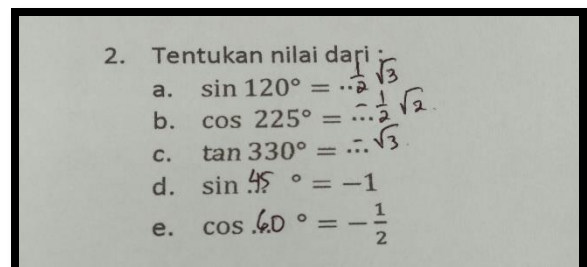 2. Tentukan nilai dari :
a. sin 120° = ... 1/2 √3
b. cos 225° = ... -1/2 √2
c. tan 330° = ... -√3
d. sin 45 ° = −1
e. cos 60 ° = −1/2